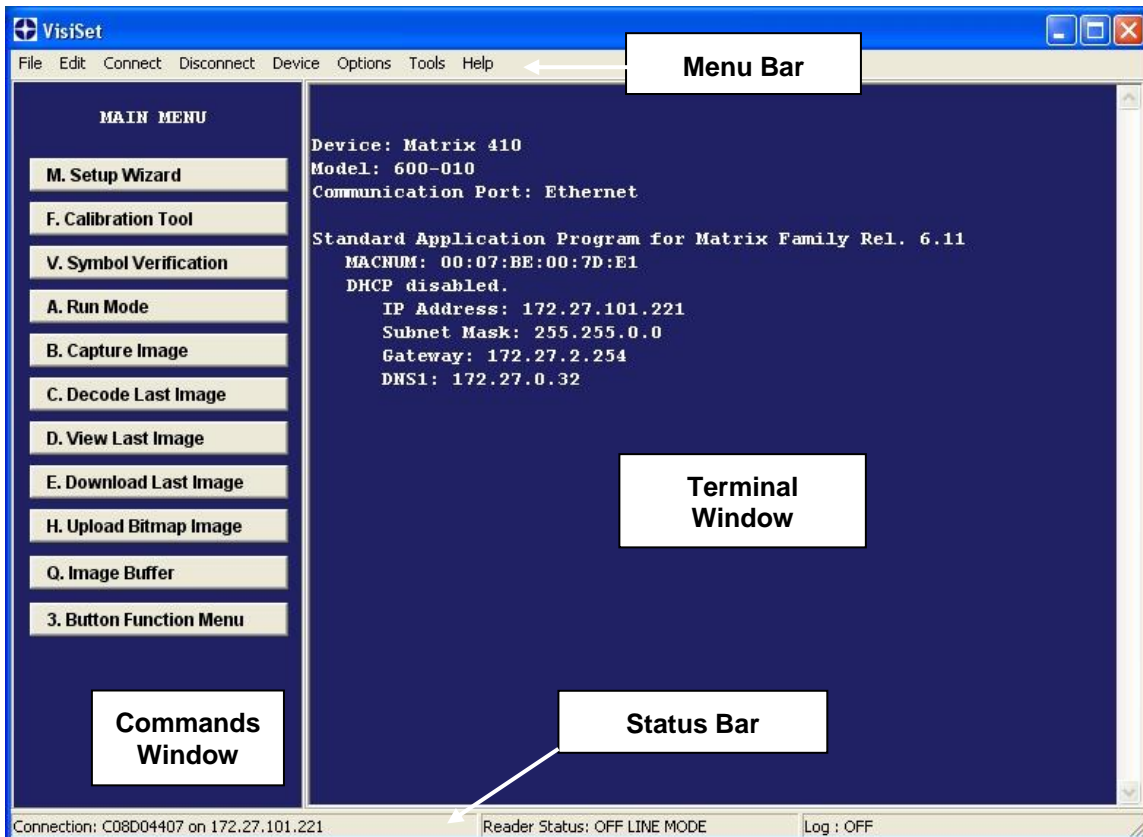 VisiSet
File Edit Connect Disconnect Device Options Tools Help
Menu Bar
MAIN MENU
M. Setup Wizard
F. Calibration Tool
V. Symbol Verification
A. Run Mode
B. Capture Image
C. Decode Last Image
D. View Last Image
E. Download Last Image
H. Upload Bitmap Image
Q. Image Buffer
3. Button Function Menu
Commands
Window
Device: Matrix 410
Model: 600-010
Communication Port: Ethernet
Standard Application Program for Matrix Family Rel. 6.11
MACNUM: 00:07:BE:00:7D:E1
DHCP disabled.
IP Address: 172.27.101.221
Subnet Mask: 255.255.0.0
Gateway: 172.27.2.254
DNS1: 172.27.0.32
Terminal
Window
Status Bar
Connection: C08D04407 on 172.27.101.221 Reader Status: OFF LINE MODE Log : OFF